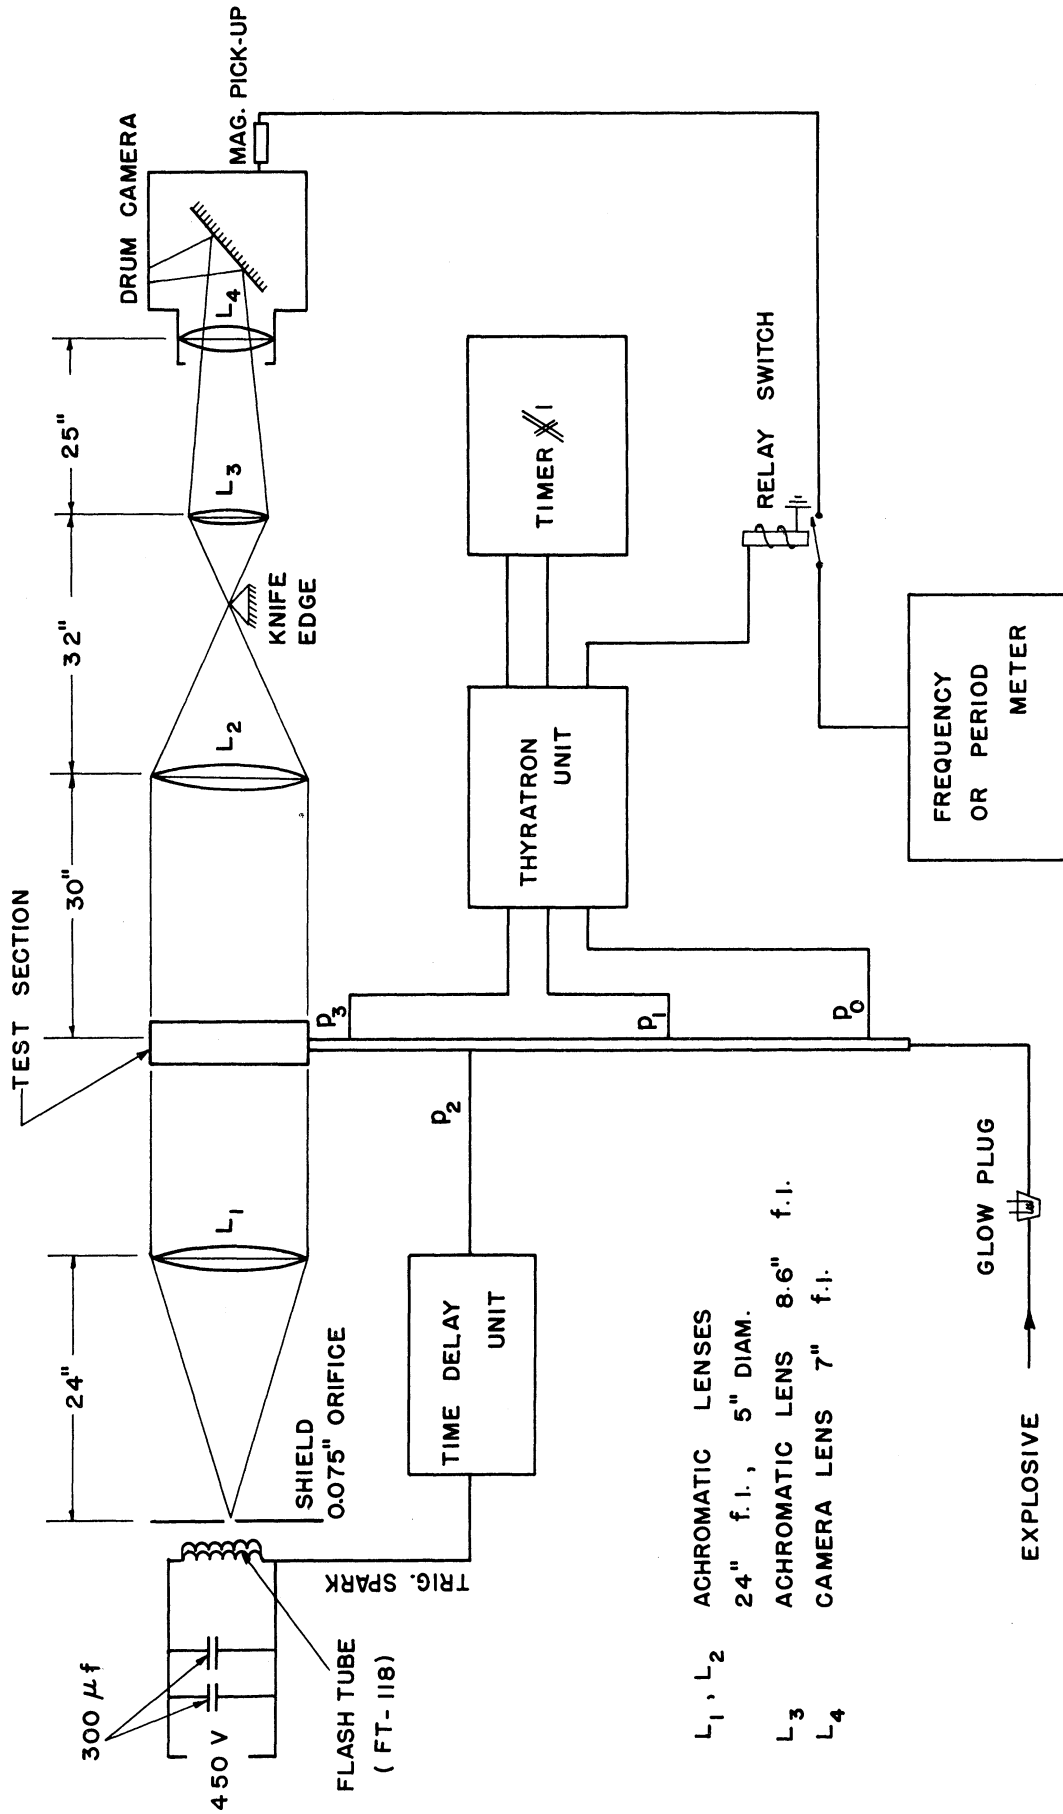 TEST SECTION
24"
30"
32"
25"
DRUM CAMERA
MAG. PICK-UP
300 μf
450 V
FLASH TUBE
(FT-118)
TRIG. SPARK
SHIELD
0.075" ORIFICE
L1
L2
KNIFE
EDGE
L3
L4
TIME DELAY
UNIT
P2
P3
P1
P0
THYRATRON
UNIT
TIMER # 1
RELAY SWITCH
FREQUENCY
OR PERIOD
METER
EXPLOSIVE
GLOW PLUG
L1, L2 ACHROMATIC LENSES
24" f.l., 5" DIAM.
L3 ACHROMATIC LENS 8.6" f.l.
L4 CAMERA LENS 7" f.l.